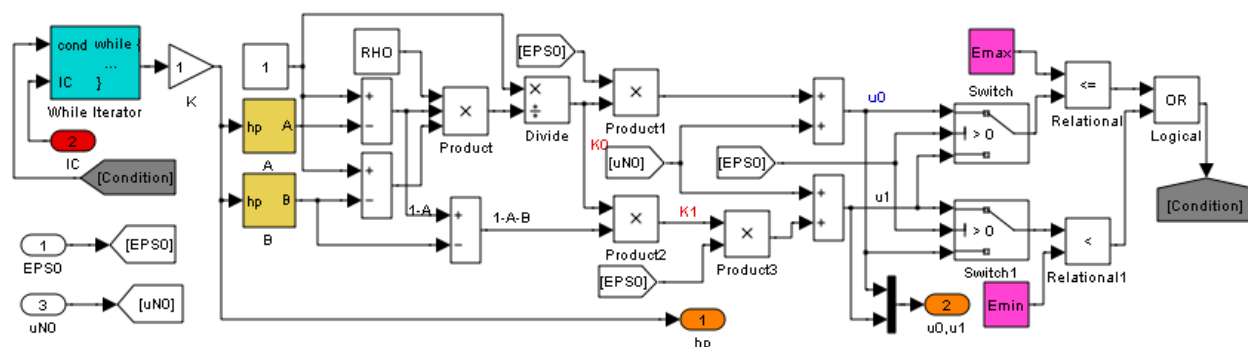 cond while {
...
IC }
While Iterator
1
K
2
IC
[Condition]
1
EPS0
[EPS0]
3
uN0
[uN0]
1
hp A
A
hp B
B
RHO
+
−
+
−
×
Product
1-A
+
−
1-A-B
×
÷
Divide
K0
[EPS0]
×
Product1
[uN0]
×
Product2
K1
[EPS0]
×
Product3
+
+
u0
[EPS0]
+
+
u1
Emax
Switch
> 0
> 0
Switch1
Emin
<=
Relational
<
Relational1
OR
Logical
[Condition]
1
hp
2
u0,u1